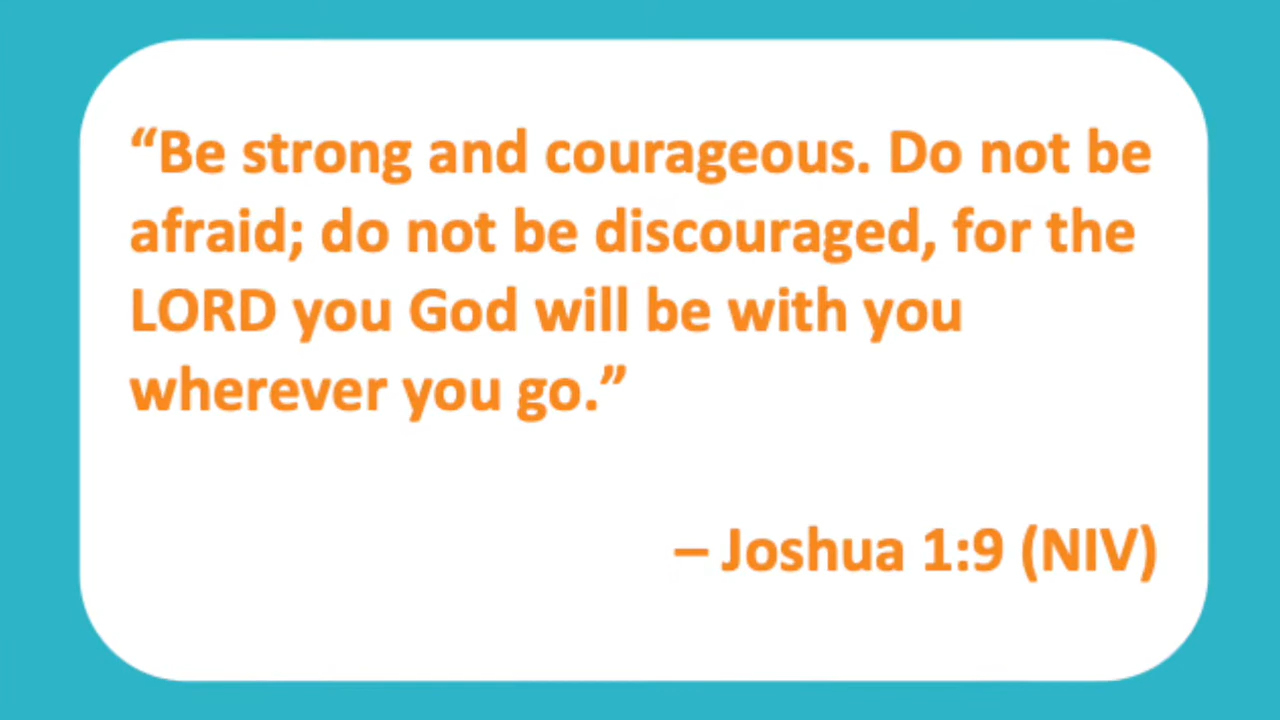 “Be strong and courageous. Do not be
afraid; do not be discouraged, for the
LORD you God will be with you
wherever you go.”
– Joshua 1:9 (NIV)